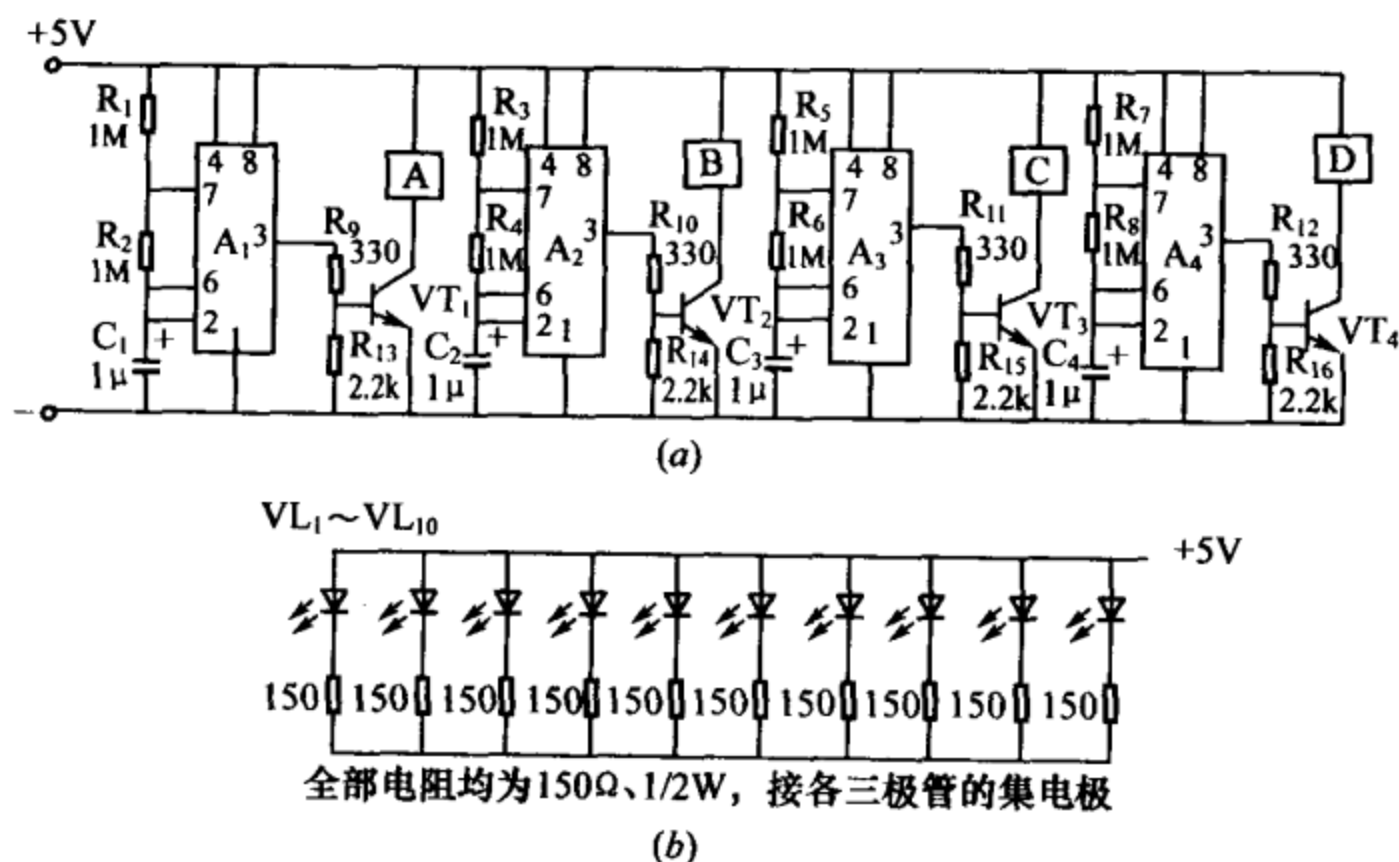 +5V
R₁ 1M
R₂ 1M
C₁ 1μ
+
4 8
7
A₁ 3
6
2
R₉ 330
R₁₃ 2.2k
A
VT₁
R₃ 1M
R₄ 1M
C₂ 1μ
+
4 8
7
A₂ 3
6
2 1
R₁₀ 330
R₁₄ 2.2k
B
VT₂
R₅ 1M
R₆ 1M
C₃ 1μ
+
4 8
7
A₃ 3
6
2 1
R₁₁ 330
R₁₅ 2.2k
C
VT₃
R₇ 1M
R₈ 1M
C₄ 1μ
+
4 8
7
A₄ 3
6
2 1
R₁₂ 330
R₁₆ 2.2k
D
VT₄
(a)
VL₁～VL₁₀
+5V
150 150 150 150 150 150 150 150 150 150
全部电阻均为150Ω、1/2W，接各三极管的集电极
(b)